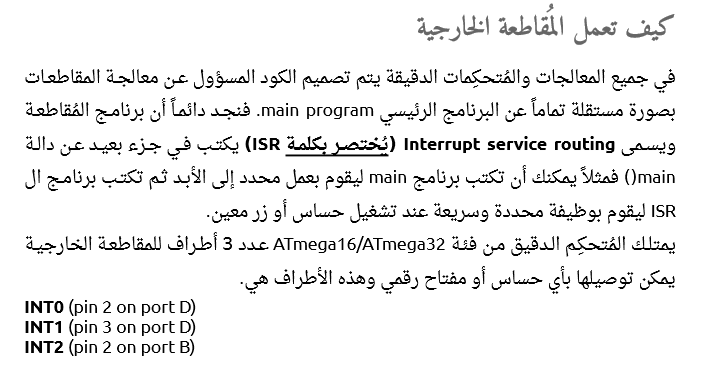 كيف تعمل المُقاطعة الخارجية
في جميع المعالجات والمُتحكِمات الدقيقة يتم تصميم الكود المسؤول عن معالجة المقاطعات
بصورة مستقلة تماماً عن البرنامج الرئيسي main program. فنجد دائماً أن برنامج المُقاطعة
ويسمى Interrupt service routing (يُختصر بكلمة ISR) يكتب في جزء بعيد عن دالة
main() فمثلاً يمكنك أن تكتب برنامج main ليقوم بعمل محدد إلى الأبد ثم تكتب برنامج ال
ISR ليقوم بوظيفة محددة وسريعة عند تشغيل حساس أو زر معين.
يمتلك المُتحكِم الدقيق من فئة ATmega16/ATmega32 عدد 3 أطراف للمقاطعة الخارجية
يمكن توصيلها بأي حساس أو مفتاح رقمي وهذه الأطراف هي.
INT0 (pin 2 on port D)
INT1 (pin 3 on port D)
INT2 (pin 2 on port B)